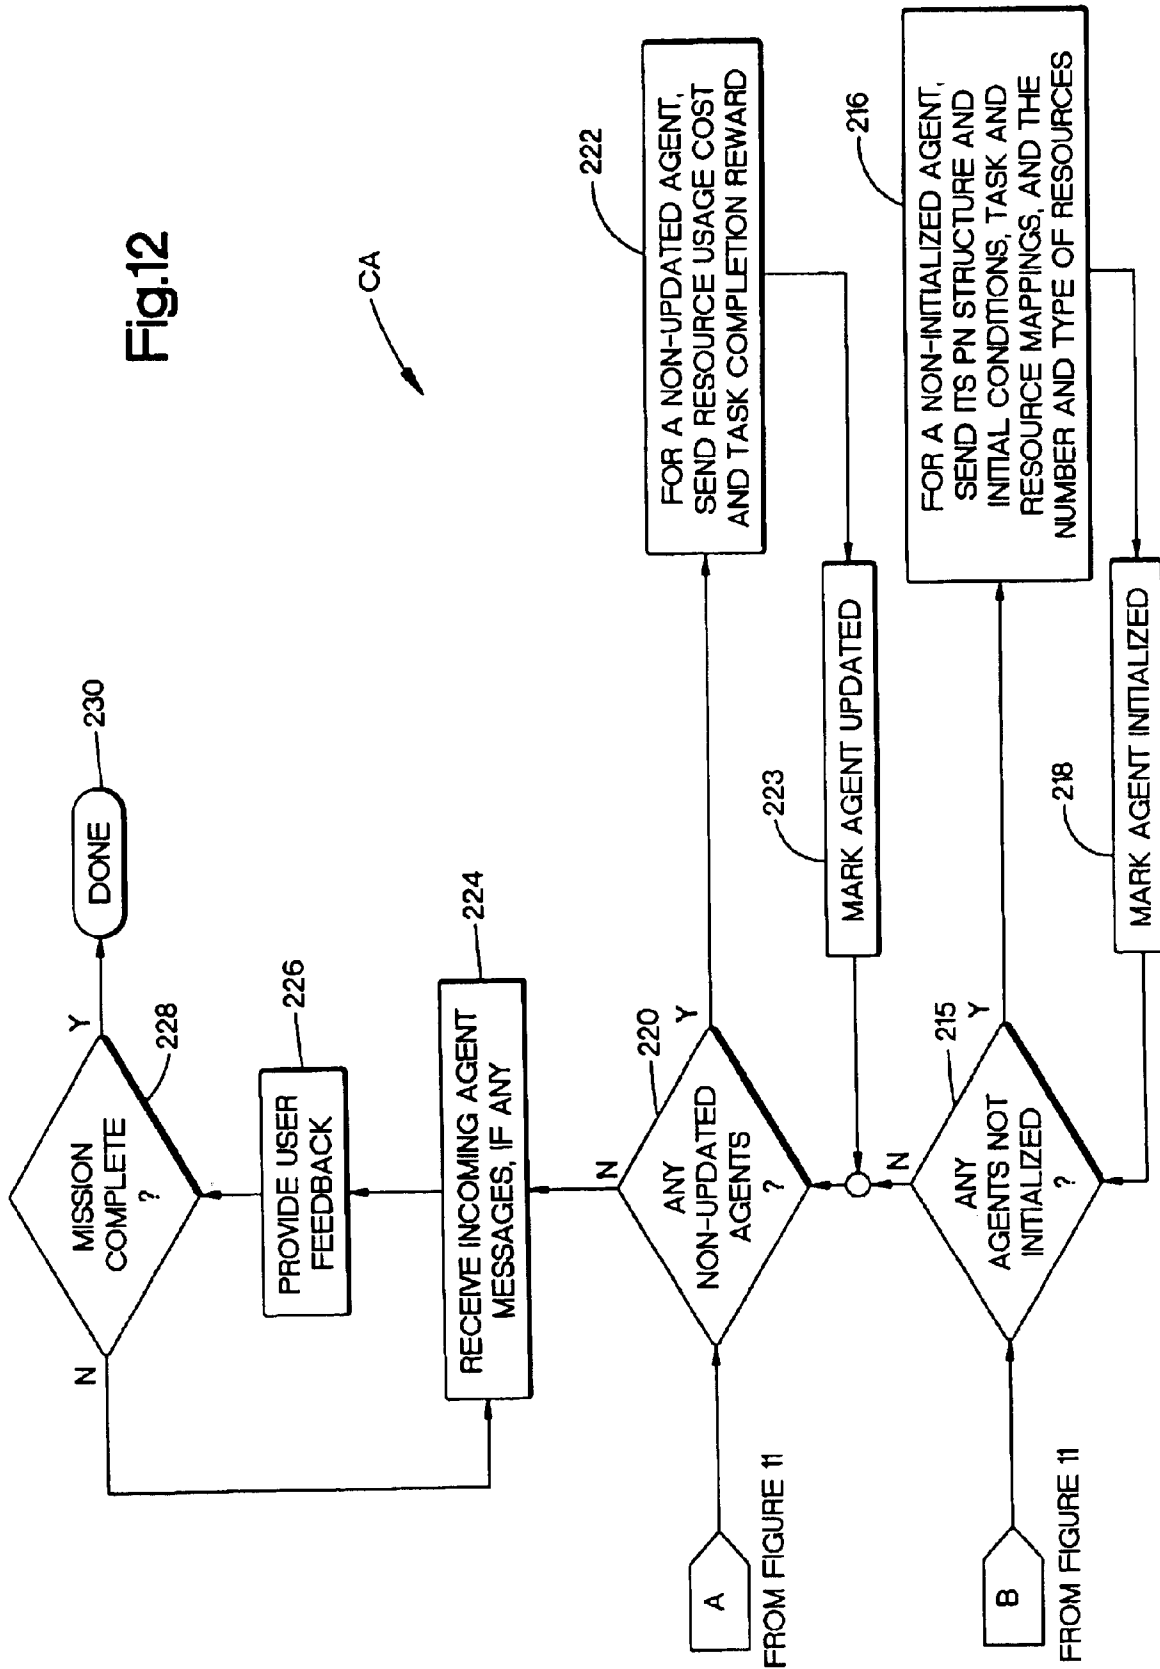 Fig.12
CA
MISSION
COMPLETE
?
228
Y
N
DONE
230
PROVIDE USER
FEEDBACK
226
RECEIVE INCOMING AGENT
MESSAGES, IF ANY
224
A
FROM FIGURE 11
ANY
NON-UPDATED
AGENTS
?
220
N
Y
FOR A NON-UPDATED AGENT,
SEND RESOURCE USAGE COST
AND TASK COMPLETION REWARD
222
MARK AGENT UPDATED
223
B
FROM FIGURE 11
ANY
AGENTS NOT
INITIALIZED
?
215
N
Y
FOR A NON-INITIALIZED AGENT,
SEND ITS PN STRUCTURE AND
INITIAL CONDITIONS, TASK AND
RESOURCE MAPPINGS, AND THE
NUMBER AND TYPE OF RESOURCES
216
MARK AGENT INITIALIZED
218